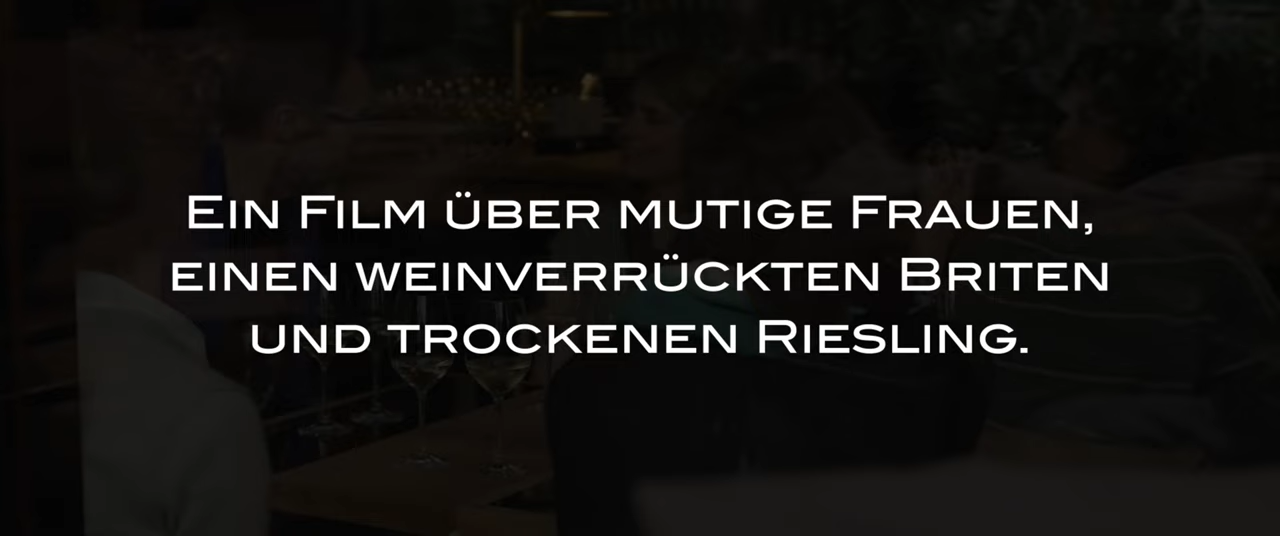 Ein Film über mutige Frauen,
einen weinverrückten Briten
und trockenen Riesling.